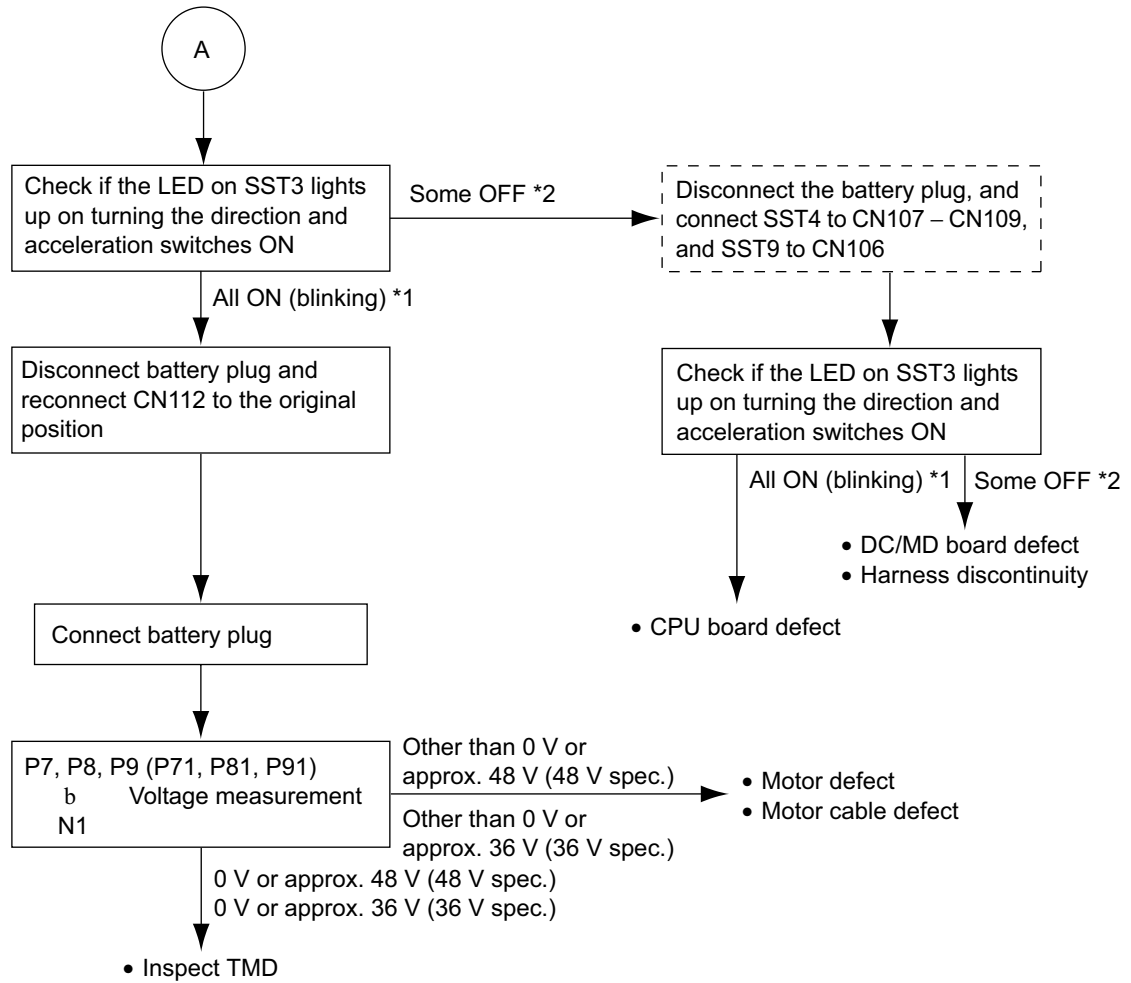 A
Check if the LED on SST3 lights
up on turning the direction and
acceleration switches ON
Some OFF *2
Disconnect the battery plug, and
connect SST4 to CN107 – CN109,
and SST9 to CN106
All ON (blinking) *1
Disconnect battery plug and
reconnect CN112 to the original
position
Check if the LED on SST3 lights
up on turning the direction and
acceleration switches ON
All ON (blinking) *1
Some OFF *2
• DC/MD board defect
• Harness discontinuity
• CPU board defect
Connect battery plug
P7, P8, P9 (P71, P81, P91)
b Voltage measurement
N1
Other than 0 V or
approx. 48 V (48 V spec.)
Other than 0 V or
approx. 36 V (36 V spec.)
• Motor defect
• Motor cable defect
0 V or approx. 48 V (48 V spec.)
0 V or approx. 36 V (36 V spec.)
• Inspect TMD